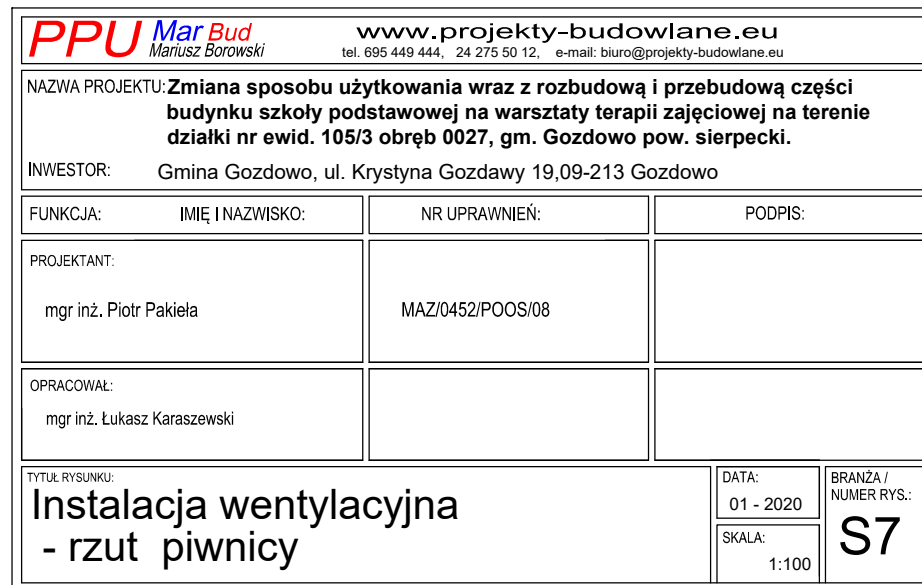 PPU Mar Bud www.projekty-budowlane.eu
Mariusz Borowski tel. 695 449 444, 24 275 50 12, e-mail: biuro@projekty-budowlane.eu
NAZWA PROJEKTU: Zmiana sposobu użytkowania wraz z rozbudową i przebudową części
budynku szkoły podstawowej na warsztaty terapii zajęciowej na terenie
działki nr ewid. 105/3 obręb 0027, gm. Gozdowo pow. sierpecki.
INWESTOR: Gmina Gozdowo, ul. Krystyna Gozdawy 19,09-213 Gozdowo
FUNKCJA: IMIĘ I NAZWISKO: NR UPRAWNIEŃ: PODPIS:
PROJEKTANT:
mgr inż. Piotr Pakieła MAZ/0452/POOS/08
OPRACOWAŁ:
mgr inż. Łukasz Karaszewski
TYTUŁ RYSUNKU:
Instalacja wentylacyjna
- rzut piwnicy
DATA:
01 - 2020
SKALA:
1:100
BRANŻA /
NUMER RYS.:
S7